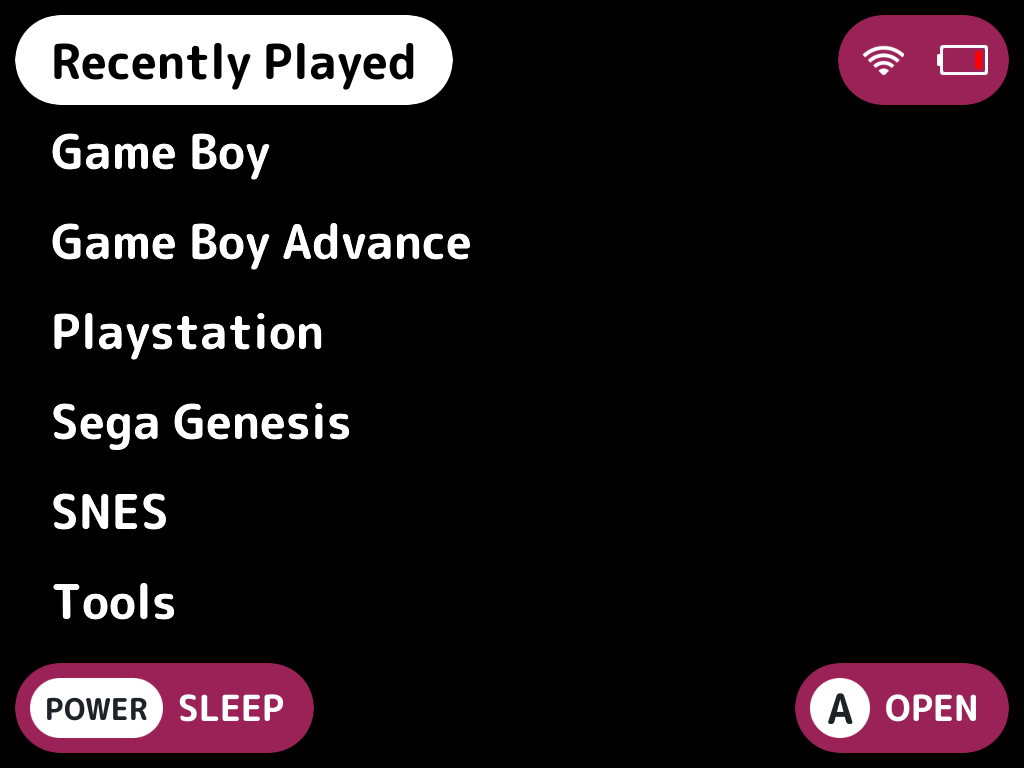 Recently Played
Game Boy
Game Boy Advance
Playstation
Sega Genesis
SNES
Tools
POWER SLEEP
A OPEN